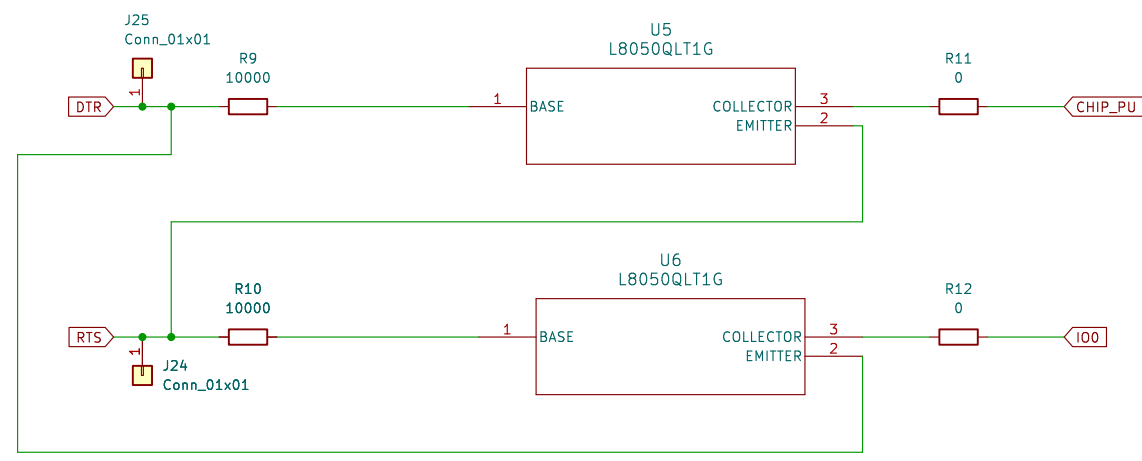 J25
Conn_01x01
1
DTR
R9
10000
U5
L8050QLT1G
1
BASE
COLLECTOR
3
EMITTER
2
R11
0
CHIP_PU
RTS
1
J24
Conn_01x01
R10
10000
U6
L8050QLT1G
1
BASE
COLLECTOR
3
EMITTER
2
R12
0
IO0